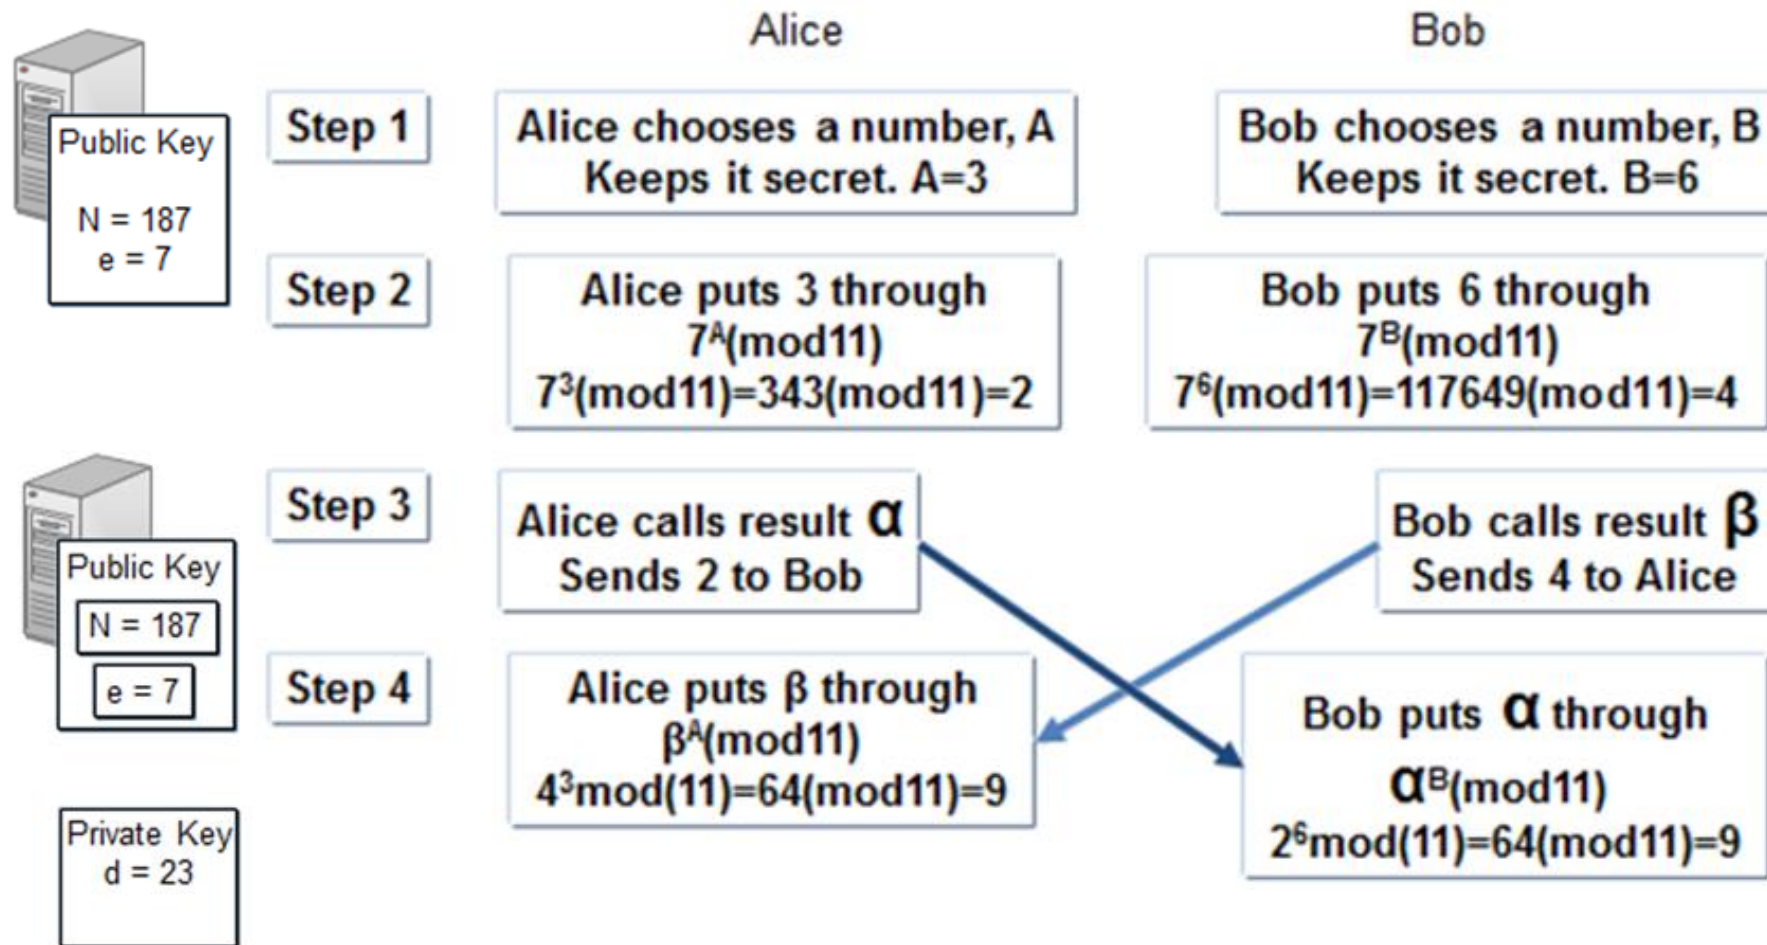 Alice
Bob
Public Key
N = 187
e = 7
Step 1
Alice chooses a number, A
Keeps it secret. A=3
Bob chooses a number, B
Keeps it secret. B=6
Step 2
Alice puts 3 through
7ᴬ(mod11)
7³(mod11)=343(mod11)=2
Bob puts 6 through
7ᴮ(mod11)
7⁶(mod11)=117649(mod11)=4
Public Key
N = 187
e = 7
Step 3
Alice calls result α
Sends 2 to Bob
Bob calls result β
Sends 4 to Alice
Step 4
Alice puts β through
βᴬ(mod11)
4³mod(11)=64(mod11)=9
Bob puts α through
αᴮ(mod11)
2⁶mod(11)=64(mod11)=9
Private Key
d = 23